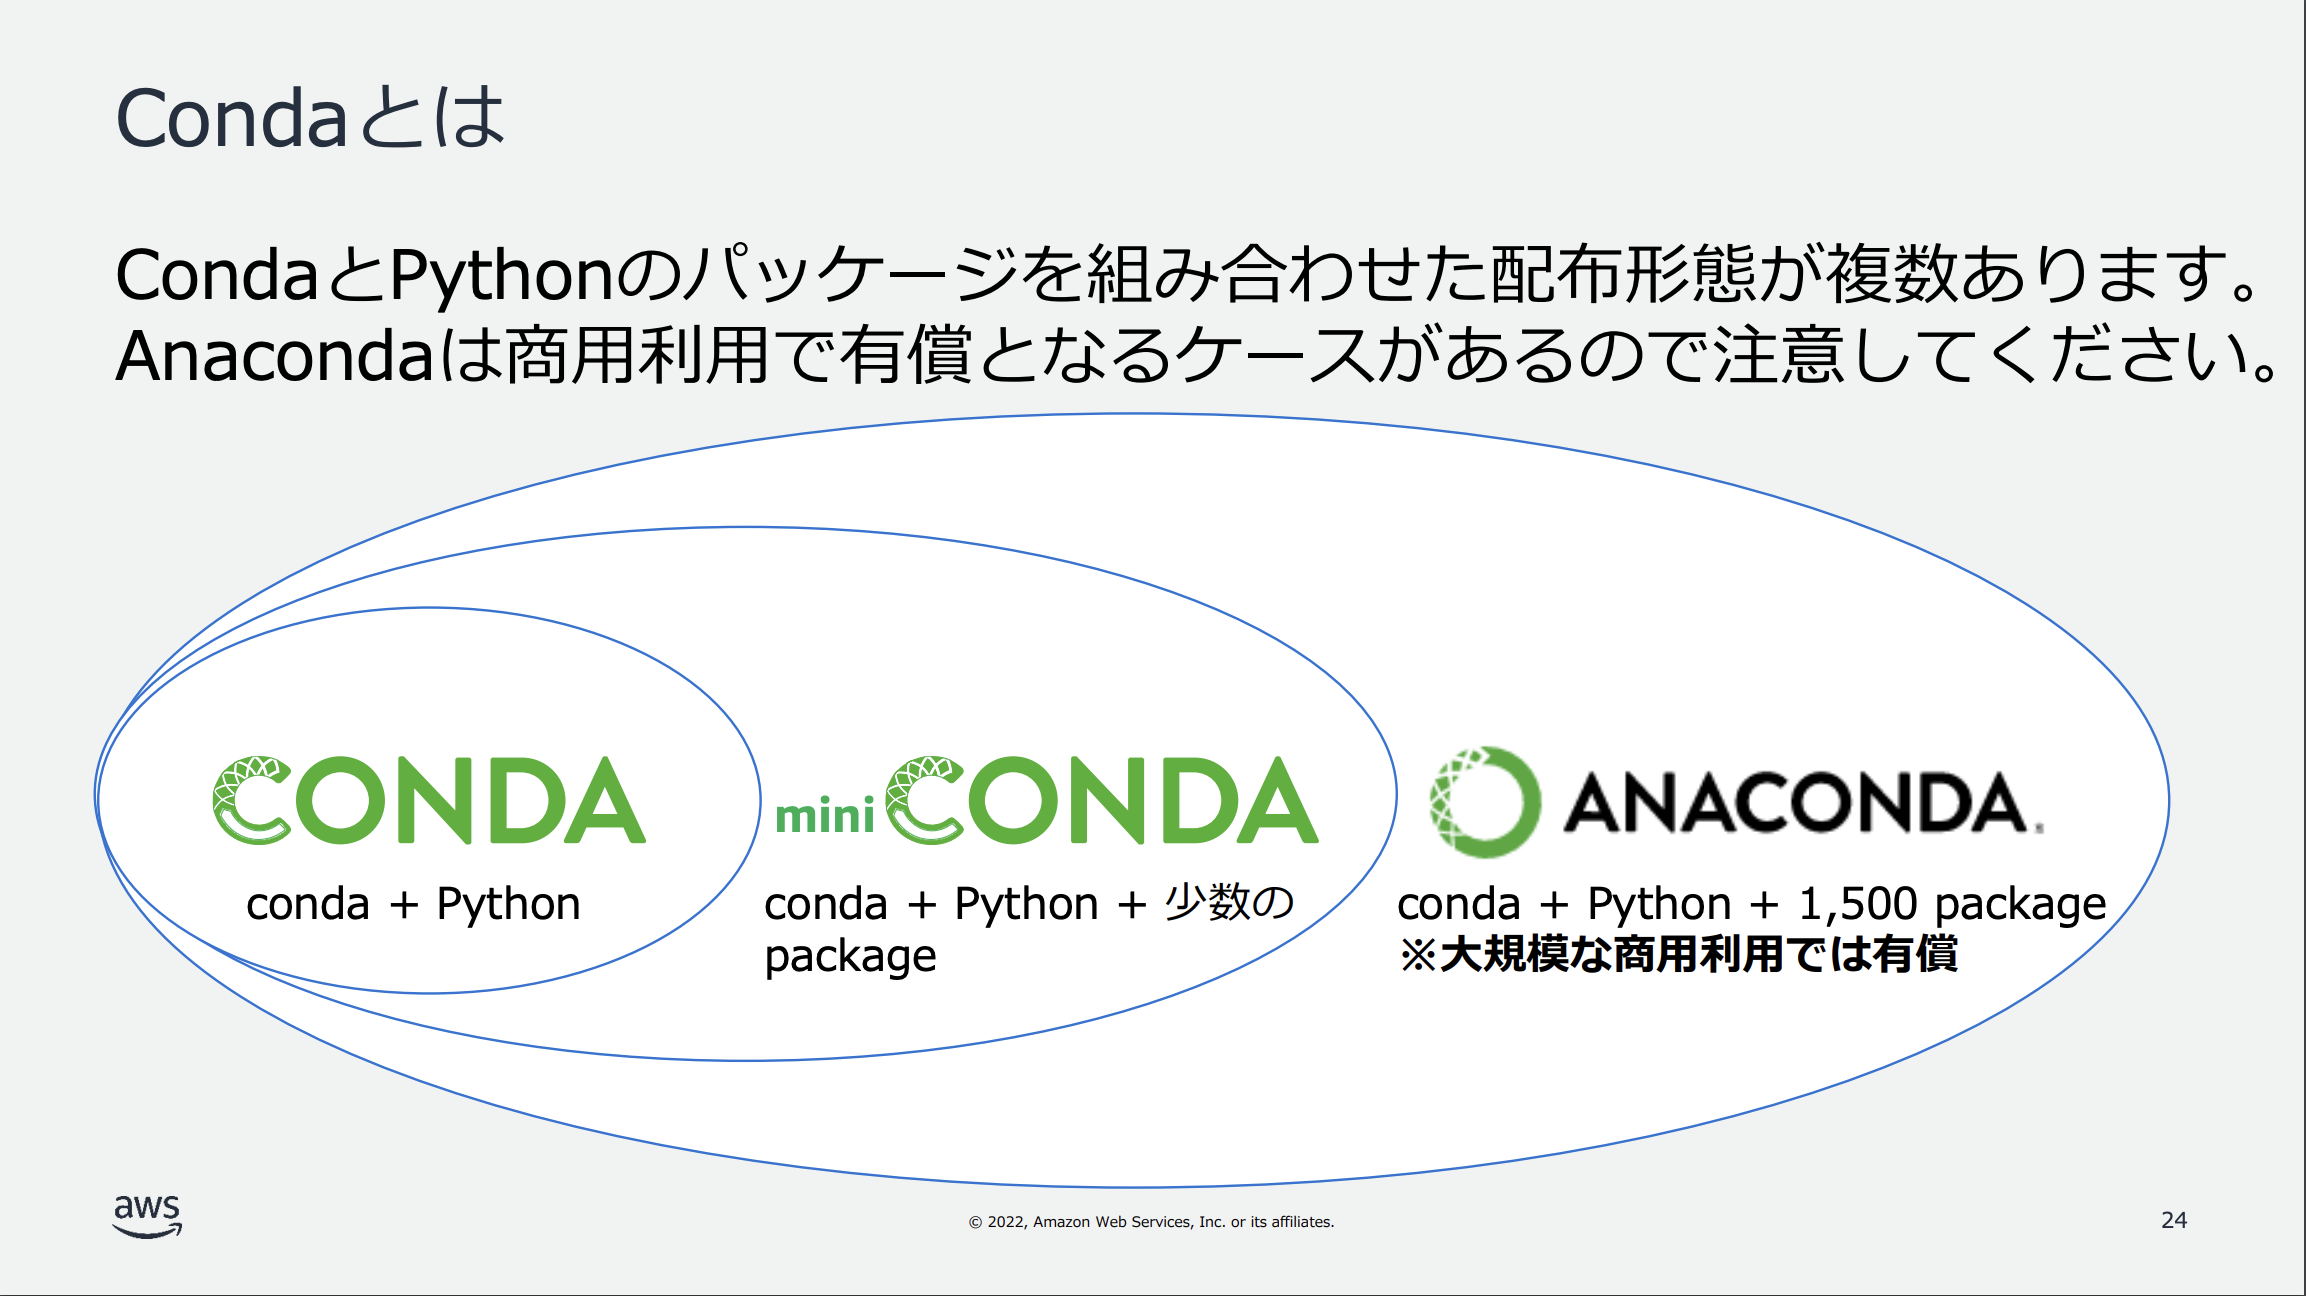 Condaとは
CondaとPythonのパッケージを組み合わせた配布形態が複数あります。
Anacondaは商用利用で有償となるケースがあるので注意してください。
CONDA
conda + Python
miniCONDA
conda + Python + 少数の
package
ANACONDA.
conda + Python + 1,500 package
※大規模な商用利用では有償
aws
© 2022, Amazon Web Services, Inc. or its affiliates.
24